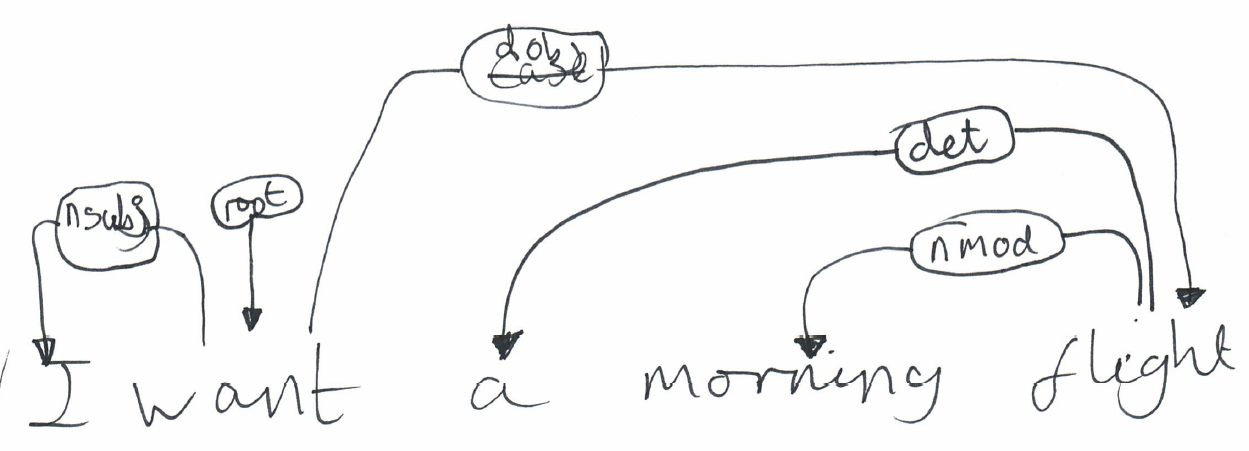 dobj
case
det
nsubj root
nmod
I want a morning flight